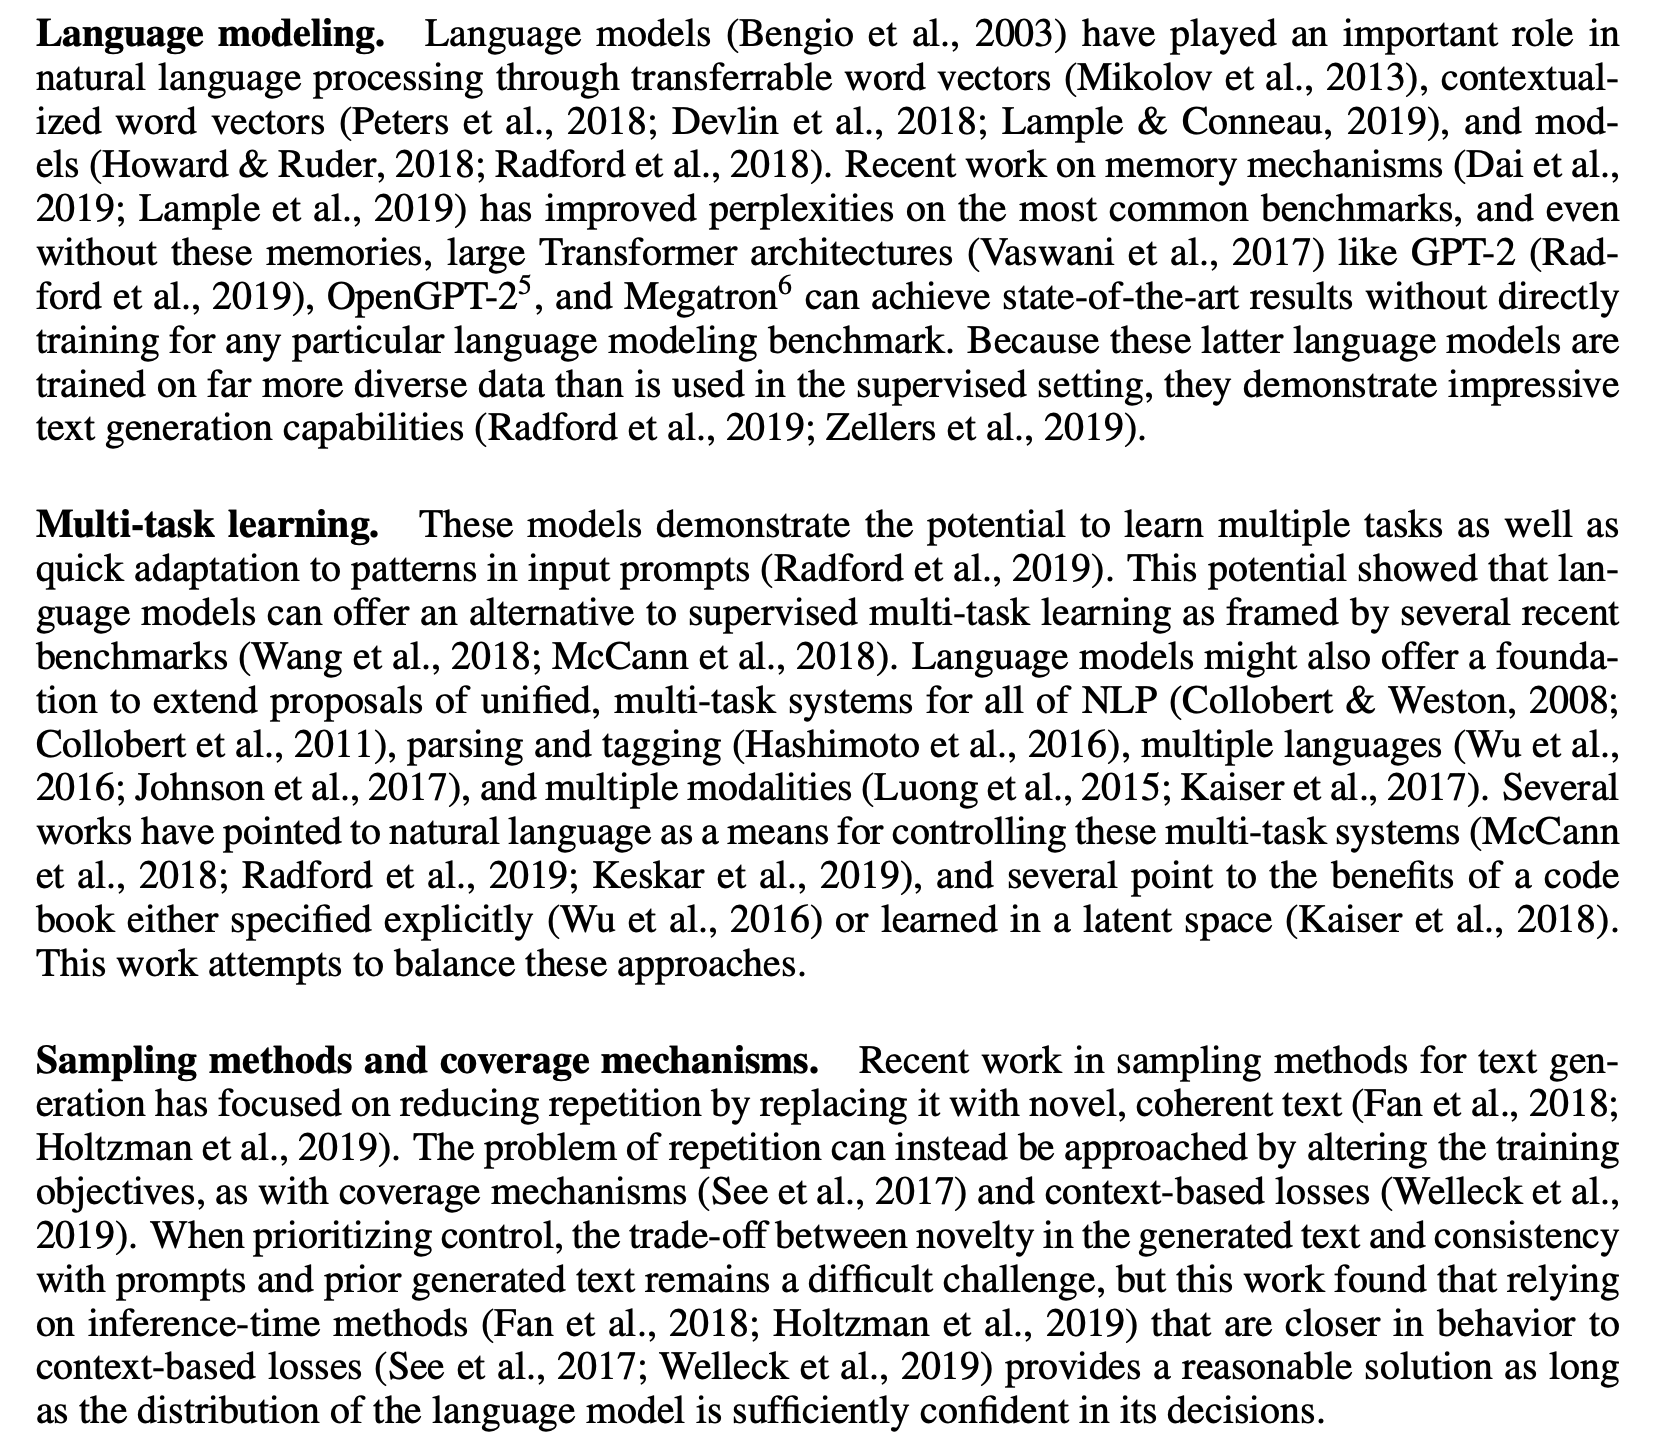 Language modeling. Language models (Bengio et al., 2003) have played an important role in
natural language processing through transferrable word vectors (Mikolov et al., 2013), contextual-
ized word vectors (Peters et al., 2018; Devlin et al., 2018; Lample & Conneau, 2019), and mod-
els (Howard & Ruder, 2018; Radford et al., 2018). Recent work on memory mechanisms (Dai et al.,
2019; Lample et al., 2019) has improved perplexities on the most common benchmarks, and even
without these memories, large Transformer architectures (Vaswani et al., 2017) like GPT-2 (Rad-
ford et al., 2019), OpenGPT-2⁵, and Megatron⁶ can achieve state-of-the-art results without directly
training for any particular language modeling benchmark. Because these latter language models are
trained on far more diverse data than is used in the supervised setting, they demonstrate impressive
text generation capabilities (Radford et al., 2019; Zellers et al., 2019).
Multi-task learning. These models demonstrate the potential to learn multiple tasks as well as
quick adaptation to patterns in input prompts (Radford et al., 2019). This potential showed that lan-
guage models can offer an alternative to supervised multi-task learning as framed by several recent
benchmarks (Wang et al., 2018; McCann et al., 2018). Language models might also offer a founda-
tion to extend proposals of unified, multi-task systems for all of NLP (Collobert & Weston, 2008;
Collobert et al., 2011), parsing and tagging (Hashimoto et al., 2016), multiple languages (Wu et al.,
2016; Johnson et al., 2017), and multiple modalities (Luong et al., 2015; Kaiser et al., 2017). Several
works have pointed to natural language as a means for controlling these multi-task systems (McCann
et al., 2018; Radford et al., 2019; Keskar et al., 2019), and several point to the benefits of a code
book either specified explicitly (Wu et al., 2016) or learned in a latent space (Kaiser et al., 2018).
This work attempts to balance these approaches.
Sampling methods and coverage mechanisms. Recent work in sampling methods for text gen-
eration has focused on reducing repetition by replacing it with novel, coherent text (Fan et al., 2018;
Holtzman et al., 2019). The problem of repetition can instead be approached by altering the training
objectives, as with coverage mechanisms (See et al., 2017) and context-based losses (Welleck et al.,
2019). When prioritizing control, the trade-off between novelty in the generated text and consistency
with prompts and prior generated text remains a difficult challenge, but this work found that relying
on inference-time methods (Fan et al., 2018; Holtzman et al., 2019) that are closer in behavior to
context-based losses (See et al., 2017; Welleck et al., 2019) provides a reasonable solution as long
as the distribution of the language model is sufficiently confident in its decisions.